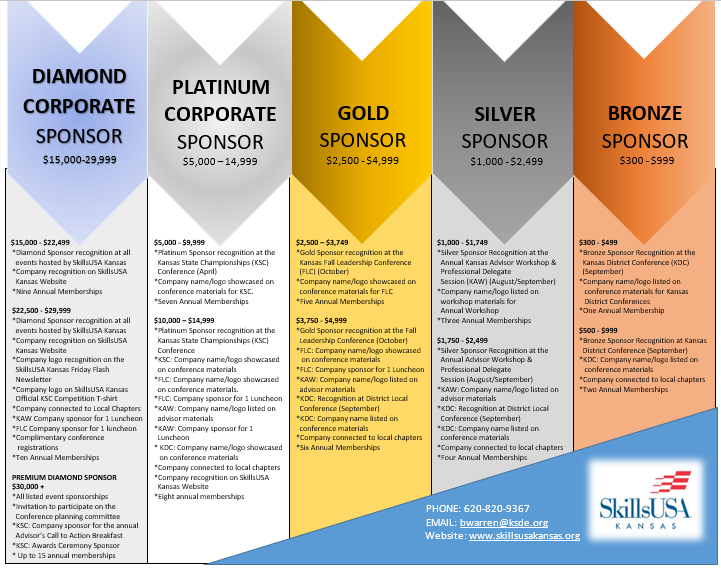 DIAMOND
CORPORATE
SPONSOR
$15,000-29,999
$15,000 - $22,499
*Diamond Sponsor recognition at all
events hosted by SkillsUSA Kansas
*Company recognition on SkillsUSA
Kansas Website
*Nine Annual Memberships
$22,500 - $29,999
*Diamond Sponsor recognition at all
events hosted by SkillsUSA Kansas
*Company recognition on SkillsUSA
Kansas Website
*Company logo recognition on the
SkillsUSA Kansas Friday Flash
Newsletter
*Company logo on SkillsUSA Kansas
Official KSC Competition T-shirt
*Company connected to Local Chapters
*KAW Company sponsor for 1 Luncheon
*FLC Company sponsor for 1 luncheon
*Complimentary conference
registrations
*Ten Annual Memberships
PREMIUM DIAMOND SPONSOR
$30,000 +
*All listed event sponsorships
*Invitation to participate on the
Conference planning committee
*KSC: Company sponsor for the annual
Advisor's Call to Action Breakfast
*KSC: Awards Ceremony Sponsor
* Up to 15 annual memberships
PLATINUM
CORPORATE
SPONSOR
$5,000 – 14,999
$5,000 - $9,999
*Platinum Sponsor recognition at the
Kansas State Championships (KSC)
Conference (April)
*Company name/logo showcased on
conference materials for KSC.
*Seven Annual Memberships
$10,000 – $14,999
*Platinum Sponsor recognition at the
Kansas State Championships (KSC)
Conference
*KSC: Company name/logo showcased
on conference materials
*FLC: Company name/logo showcased
on conference materials.
*FLC: Company sponsor for 1 Luncheon
*KAW: Company name/logo listed on
advisor materials
*KAW: Company sponsor for 1
Luncheon
* KDC: Company name/logo showcased
on conference materials
*Company connected to local chapters
*Company recognition on SkillsUSA
Kansas Website
*Eight annual memberships
GOLD
SPONSOR
$2,500 - $4,999
$2,500 – $3,749
*Gold Sponsor recognition at the
Kansas Fall Leadership Conference
(FLC) (October)
*Company name/logo showcased on
conference materials for FLC
*Five Annual Memberships
$3,750 – $4,999
*Gold Sponsor recognition at the Fall
Leadership Conference (October)
*FLC: Company name/logo showcased
on conference materials
*FLC: Company sponsor for 1 Luncheon
*KAW: Company name/logo listed on
advisor materials
*KDC: Recognition at District Local
Conference (September)
*KDC: Company name listed on
conference materials
*Company connected to local chapters
*Six Annual Memberships
SILVER
SPONSOR
$1,000 - $2,499
$1,000 - $1,749
*Silver Sponsor Recognition at the
Annual Advisor Workshop &
Professional Delegate
Session (KAW) (August/September)
*Company name/logo listed on
workshop materials for
Annual Workshop
*Three Annual Memberships
$1,750 - $2,499
*Silver Sponsor Recognition at the
Annual Advisor Workshop &
Professional Delegate
Session (August/September)
*KAW: Company name/logo listed on
advisor materials
*KDC: Recognition at District Local
Conference (September)
*KDC: Company name listed on
conference materials
*Company connected to local chapters
*Four Annual Memberships
BRONZE
SPONSOR
$300 - $999
$300 - $499
*Bronze Sponsor Recognition at the
Kansas District Conference (KDC)
(September)
*Company name/logo listed on
conference materials for Kansas
District Conferences
*One Annual Membership
$500 - $999
*Bronze Sponsor Recognition at Kansas
District Conference (September)
*KDC: Company name/logo listed on
conference materials
*Company connected to local chapters
*Two Annual Memberships
PHONE: 620-820-9367
EMAIL: bwarren@ksde.org
Website: www.skillsusakansas.org
SkillsUSA
KANSAS